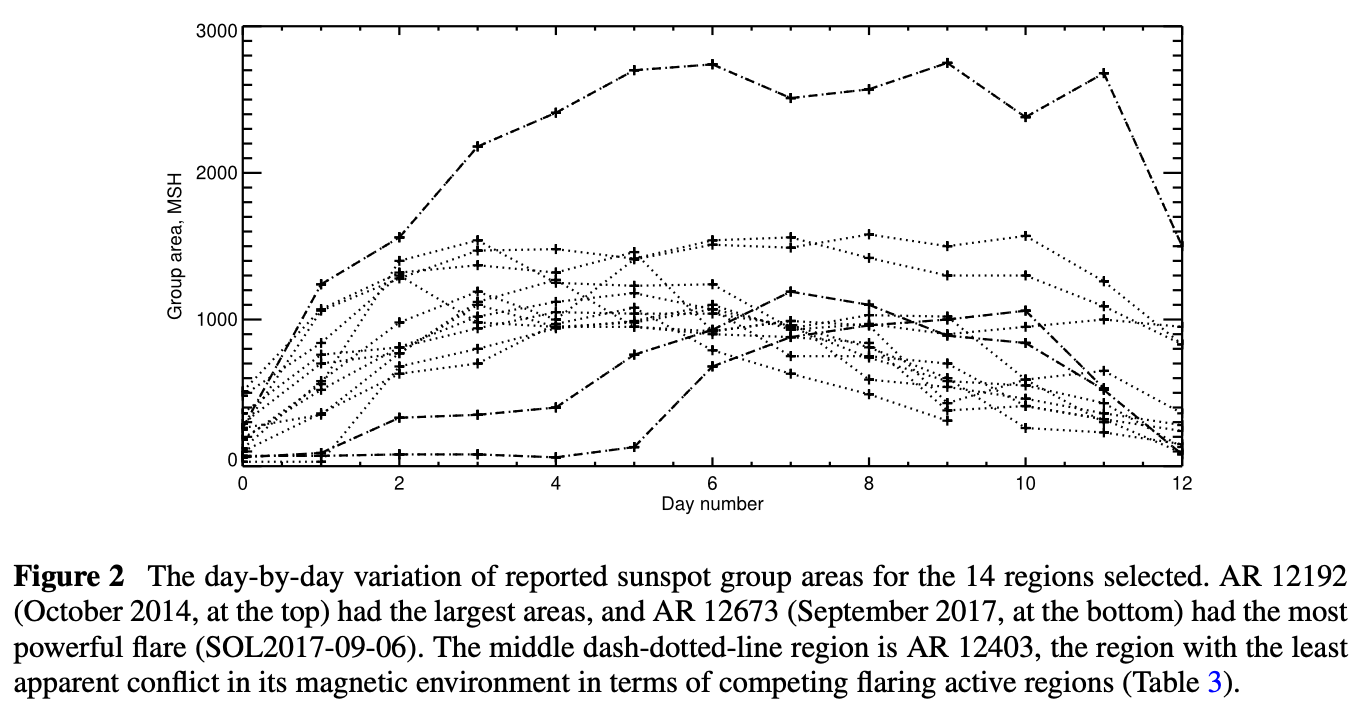 3000
2000
1000
0
Group area, MSH
0 2 4 6 8 10 12
Day number
Figure 2 The day-by-day variation of reported sunspot group areas for the 14 regions selected. AR 12192
(October 2014, at the top) had the largest areas, and AR 12673 (September 2017, at the bottom) had the most
powerful flare (SOL2017-09-06). The middle dash-dotted-line region is AR 12403, the region with the least
apparent conflict in its magnetic environment in terms of competing flaring active regions (Table 3).